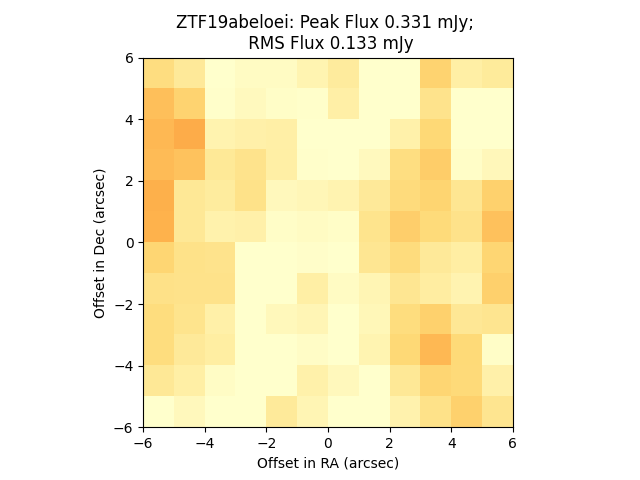 ZTF19abeloei: Peak Flux 0.331 mJy;
RMS Flux 0.133 mJy
6
4
2
0
−2
−4
−6
Offset in Dec (arcsec)
−6 −4 −2 0 2 4 6
Offset in RA (arcsec)